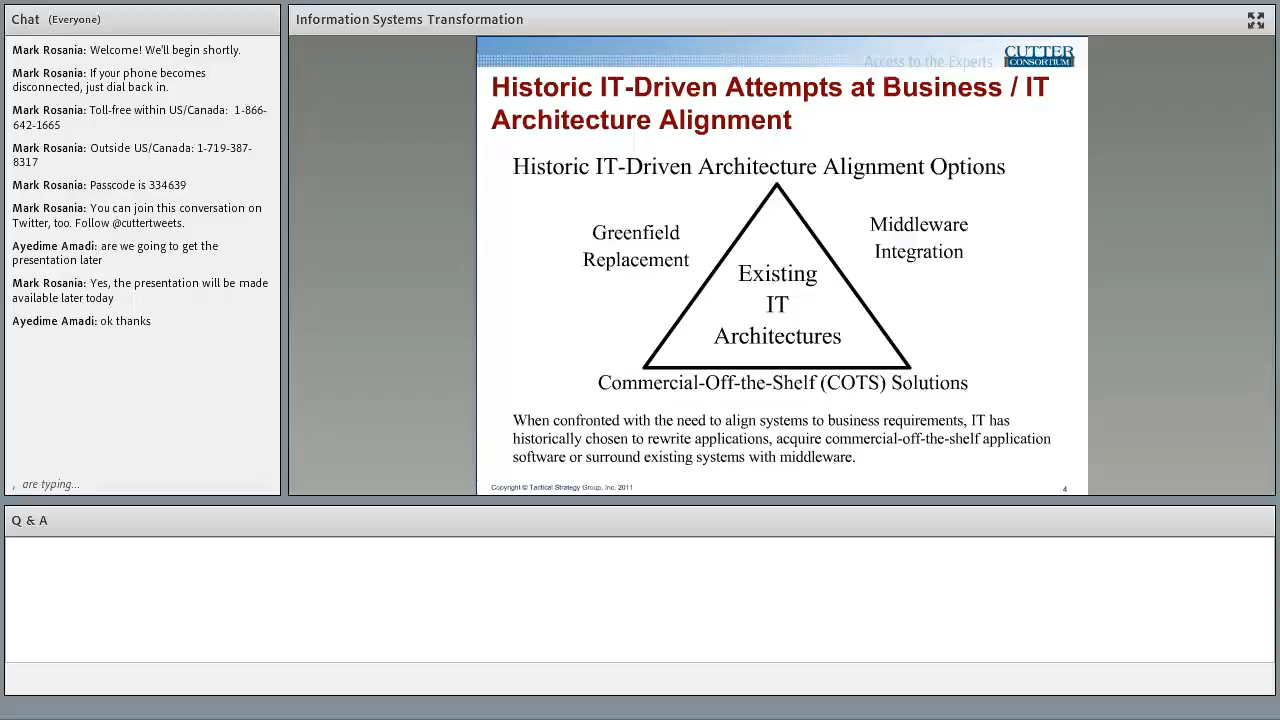 Chat (Everyone)
Mark Rosania: Welcome! We'll begin shortly.
Mark Rosania: If your phone becomes
disconnected, just dial back in.
Mark Rosania: Toll-free within US/Canada: 1-866-
642-1665
Mark Rosania: Outside US/Canada: 1-719-387-
8317
Mark Rosania: Passcode is 334639
Mark Rosania: You can join this conversation on
Twitter, too. Follow @cuttertweets.
Ayedime Amadi: are we going to get the
presentation later
Mark Rosania: Yes, the presentation will be made
available later today
Ayedime Amadi: ok thanks
, are typing...
Information Systems Transformation
Access to the Experts
CUTTER
CONSORTIUM
Historic IT-Driven Attempts at Business / IT
Architecture Alignment
Historic IT-Driven Architecture Alignment Options
Greenfield
Replacement
Middleware
Integration
Existing
IT
Architectures
Commercial-Off-the-Shelf (COTS) Solutions
When confronted with the need to align systems to business requirements, IT has
historically chosen to rewrite applications, acquire commercial-off-the-shelf application
software or surround existing systems with middleware.
Copyright © Tactical Strategy Group, Inc. 2011
4
Q & A